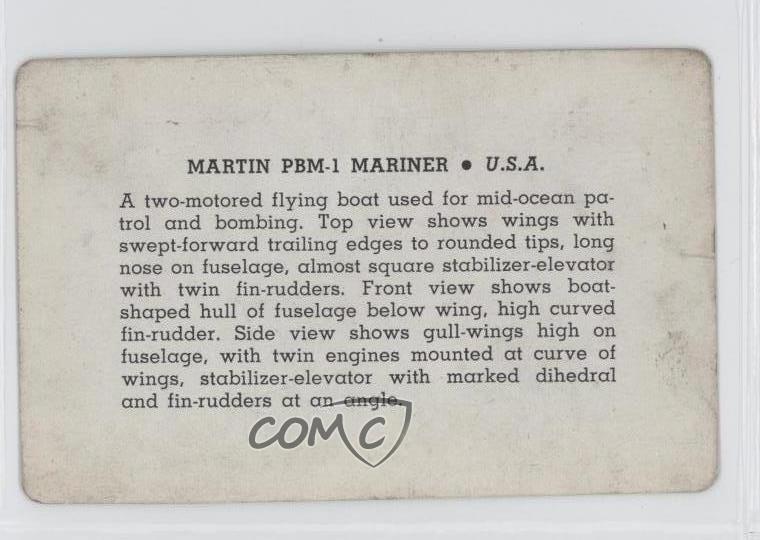 MARTIN PBM-1 MARINER • U.S.A.
A two-motored flying boat used for mid-ocean pa-
trol and bombing. Top view shows wings with
swept-forward trailing edges to rounded tips, long
nose on fuselage, almost square stabilizer-elevator
with twin fin-rudders. Front view shows boat-
shaped hull of fuselage below wing, high curved
fin-rudder. Side view shows gull-wings high on
fuselage, with twin engines mounted at curve of
wings, stabilizer-elevator with marked dihedral
and fin-rudders at an angle.
COMC